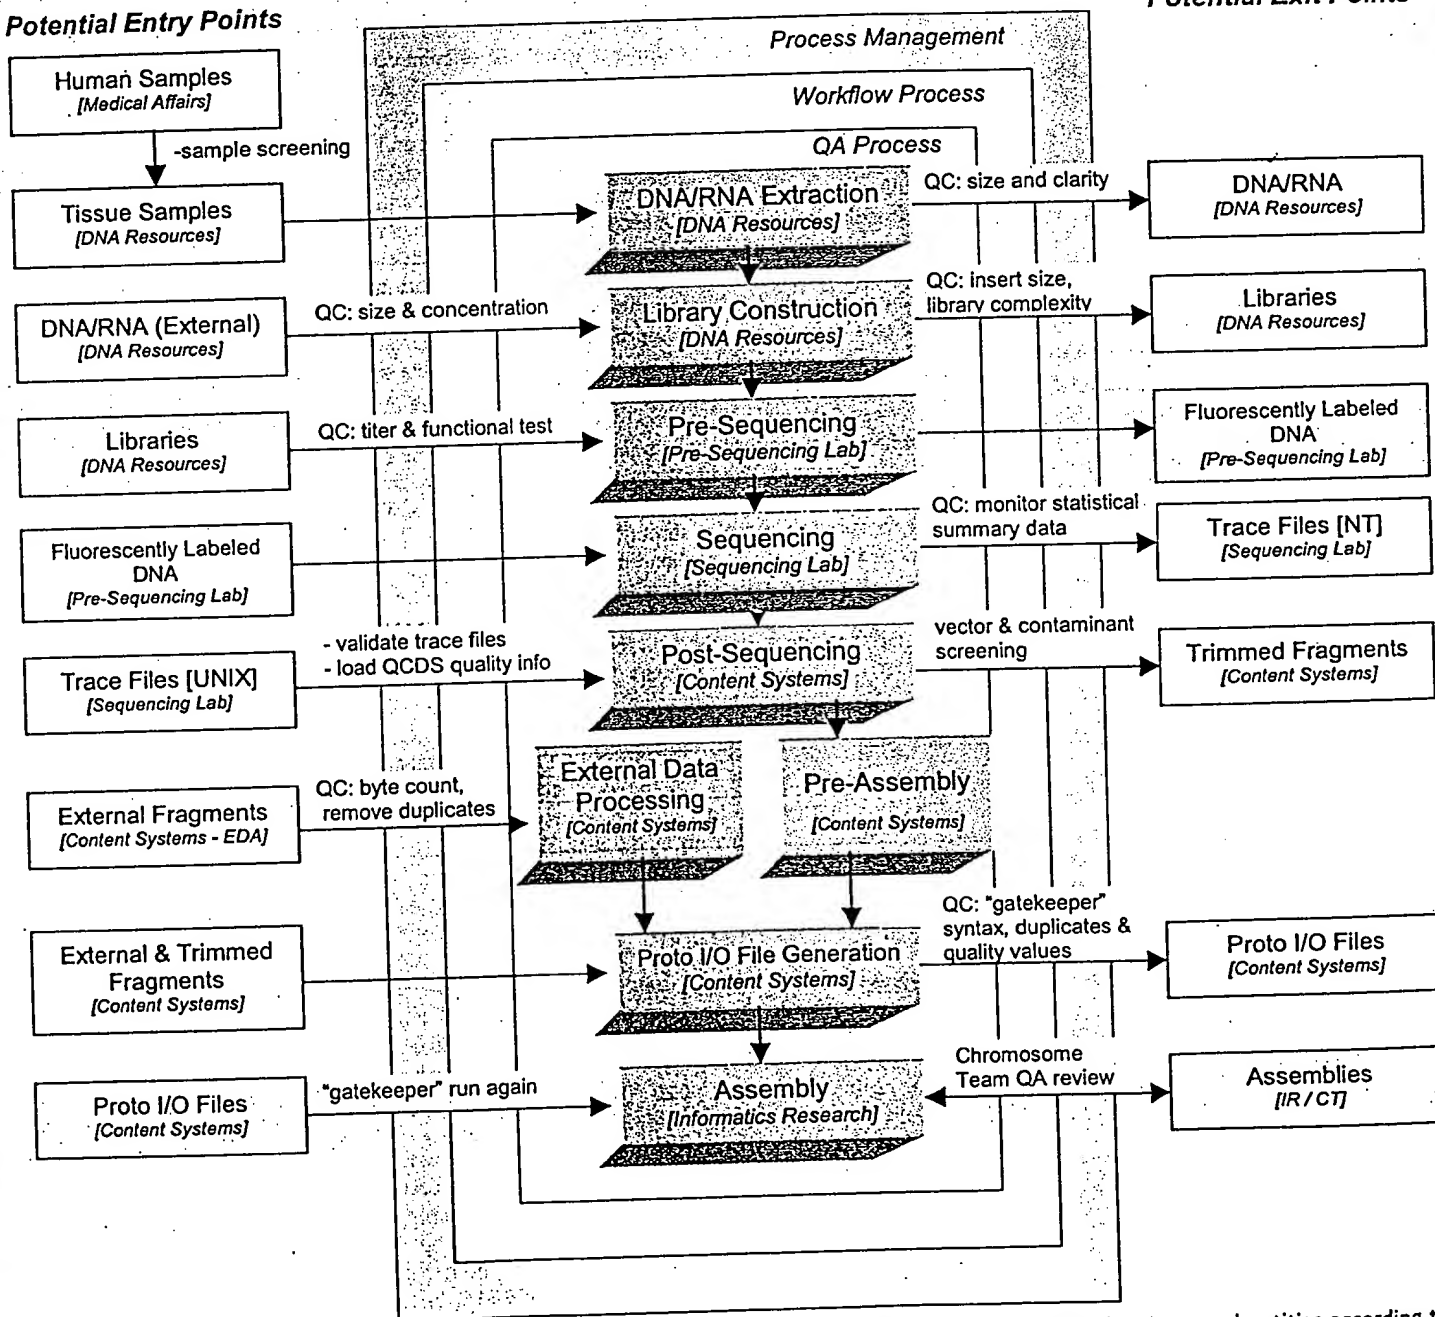 Potential Entry Points
Potential Exit Points
Process Management
Workflow Process
QA Process
Human Samples
[Medical Affairs]
-sample screening
Tissue Samples
[DNA Resources]
DNA/RNA Extraction
[DNA Resources]
QC: size and clarity
DNA/RNA
[DNA Resources]
DNA/RNA (External)
[DNA Resources]
QC: size & concentration
Library Construction
[DNA Resources]
QC: insert size,
library complexity
Libraries
[DNA Resources]
Libraries
[DNA Resources]
QC: titer & functional test
Pre-Sequencing
[Pre-Sequencing Lab]
Fluorescently Labeled
DNA
[Pre-Sequencing Lab]
Fluorescently Labeled
DNA
[Pre-Sequencing Lab]
Sequencing
[Sequencing Lab]
QC: monitor statistical
summary data
Trace Files [NT]
[Sequencing Lab]
Trace Files [UNIX]
[Sequencing Lab]
- validate trace files
- load QCDS quality info
Post-Sequencing
[Content Systems]
vector & contaminant
screening
Trimmed Fragments
[Content Systems]
External Fragments
[Content Systems - EDA]
QC: byte count,
remove duplicates
External Data
Processing
[Content Systems]
Pre-Assembly
[Content Systems]
External & Trimmed
Fragments
[Content Systems]
Proto I/O File Generation
[Content Systems]
QC: "gatekeeper"
syntax, duplicates &
quality values
Proto I/O Files
[Content Systems]
Proto I/O Files
[Content Systems]
"gatekeeper" run again
Assembly
[Informatics Research]
Chromosome
Team QA review
Assemblies
[IR / CT]
entities according t